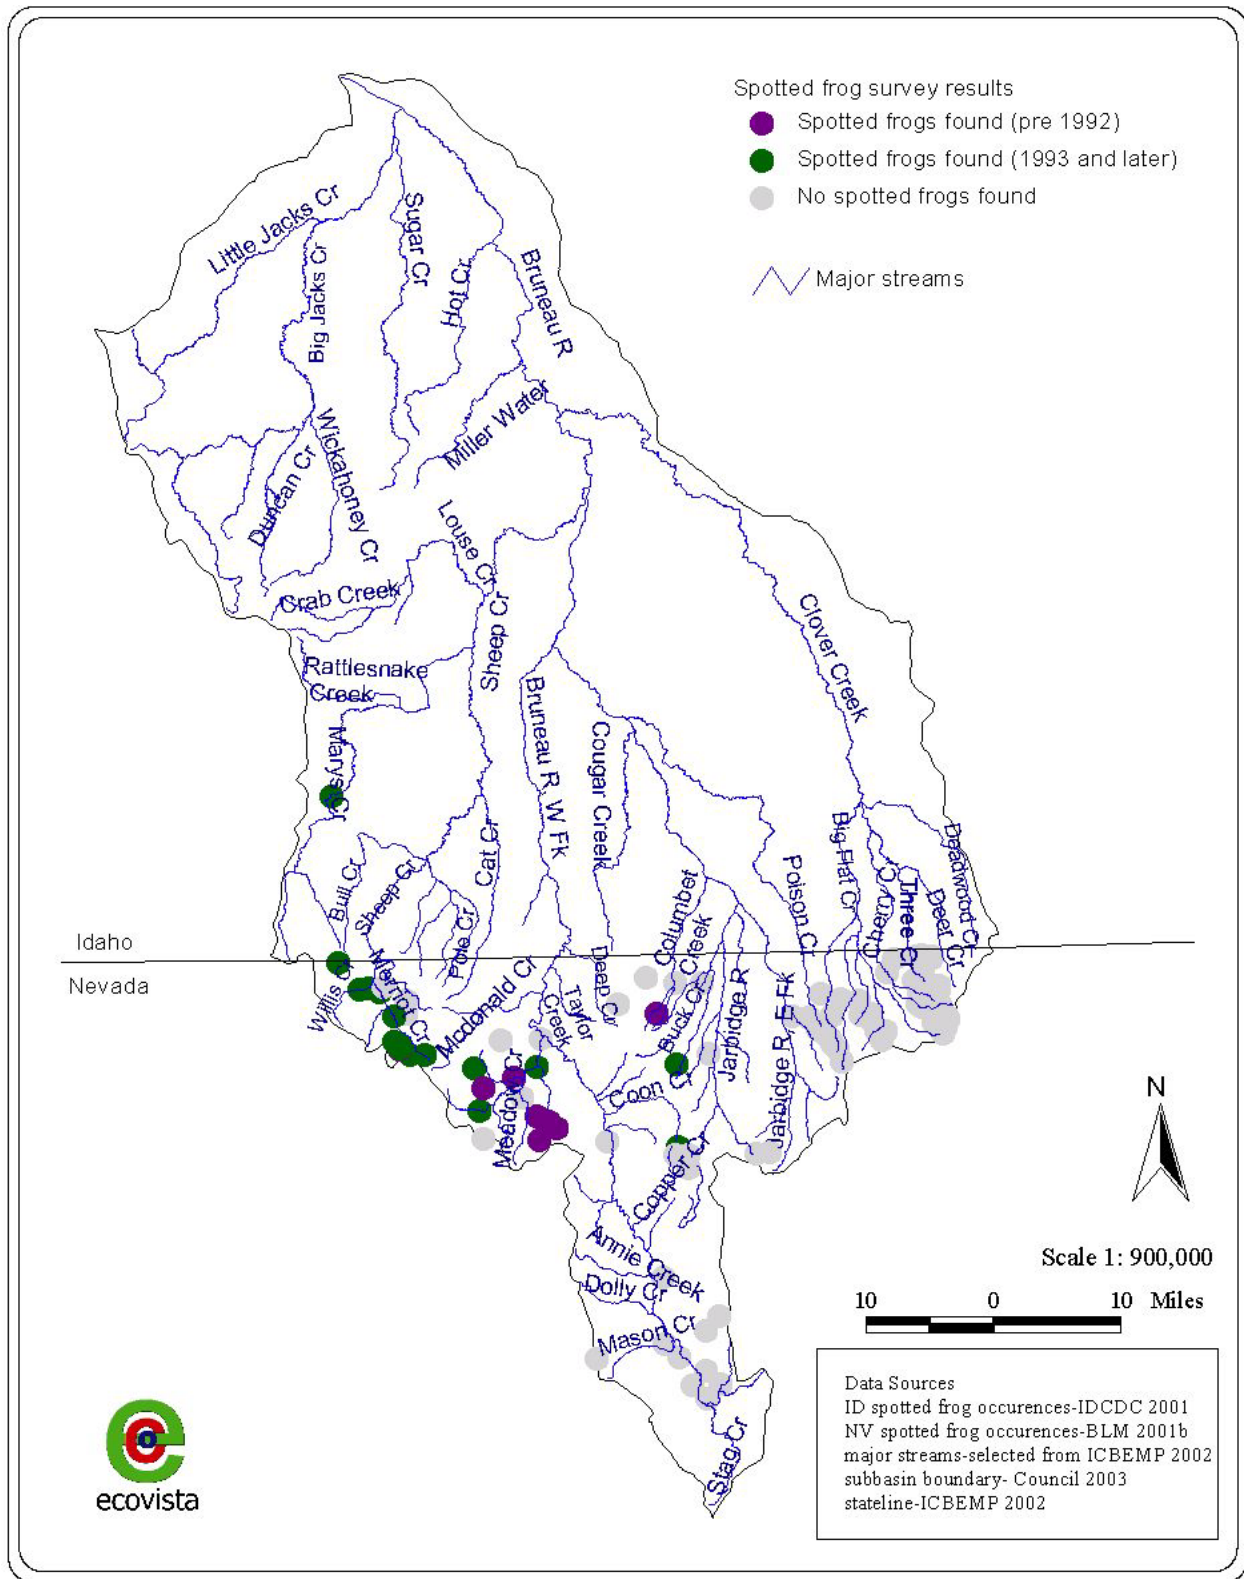 Spotted frog survey results
Spotted frogs found (pre 1992)
Spotted frogs found (1993 and later)
No spotted frogs found
Major streams
Little Jacks Cr
Big Jacks Cr
Sugar Cr
Hot Cr
Bruneau R
Miller Water
Wickahoney Cr
Duncan Cr
Louse Cr
Crab Creek
Sheep Cr
Clover Creek
Rattlesnake
Creek
Marys Cr
Bruneau R, W Fk
Cougar Creek
Cat Cr
Bull Cr
Sheep Cr
Pole Cr
Columbet
Creek
Poison Cr
Big Flat Cr
Cherry Cr
Three Cr
Deer Cr
Deadwood Cr
Idaho
Nevada
Willis Cr
Merriot Cr
Mcdonald Cr
Taylor
Creek
Deep Cr
Buck Cr
Jarbidge R
Jarbidge R, E Fk
Meadow Cr
Coon Cr
Copper Cr
Annie Creek
Dolly Cr
Mason Cr
Stag Cr
N
Scale 1: 900,000
10 0 10 Miles
Data Sources
ID spotted frog occurences-IDCDC 2001
NV spotted frog occurences-BLM 2001b
major streams-selected from ICBEMP 2002
subbasin boundary- Council 2003
stateline-ICBEMP 2002
ecovista